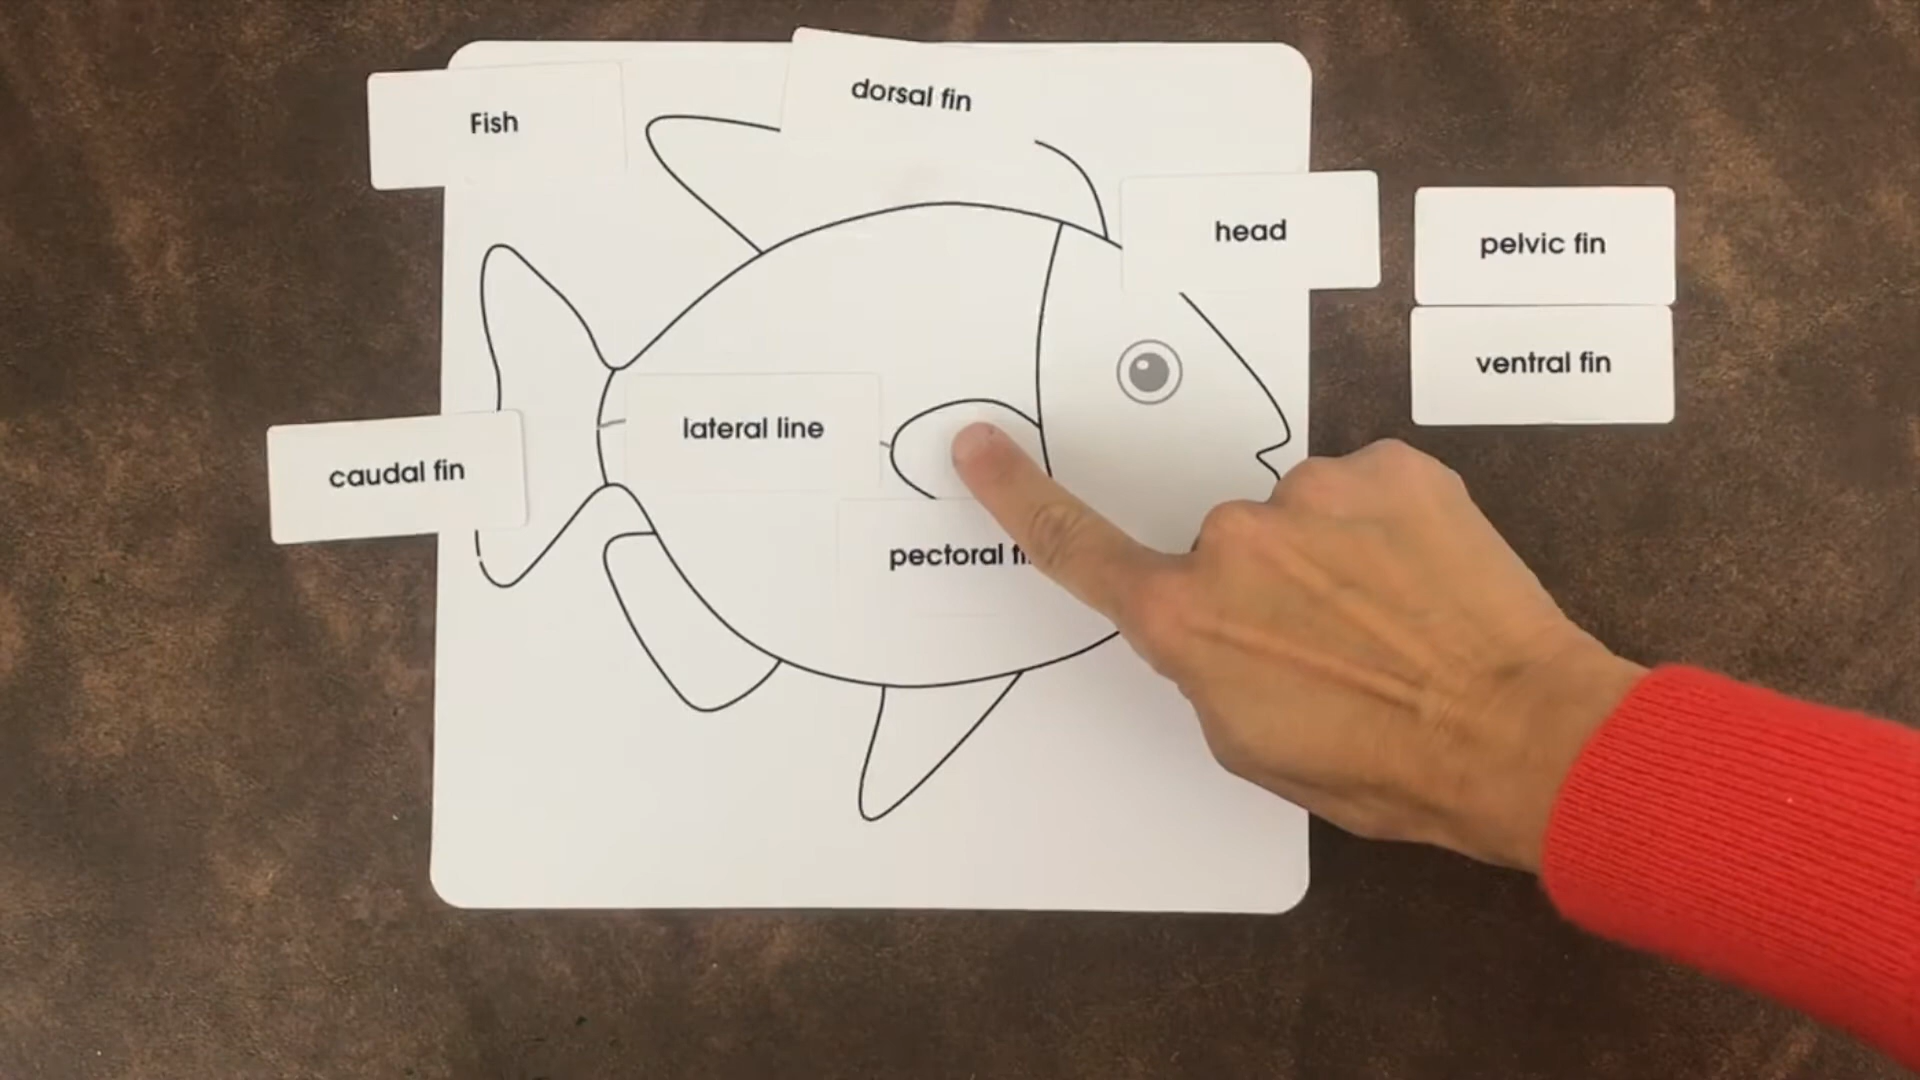 Fish
dorsal fin
head
pelvic fin
ventral fin
lateral line
caudal fin
pectoral